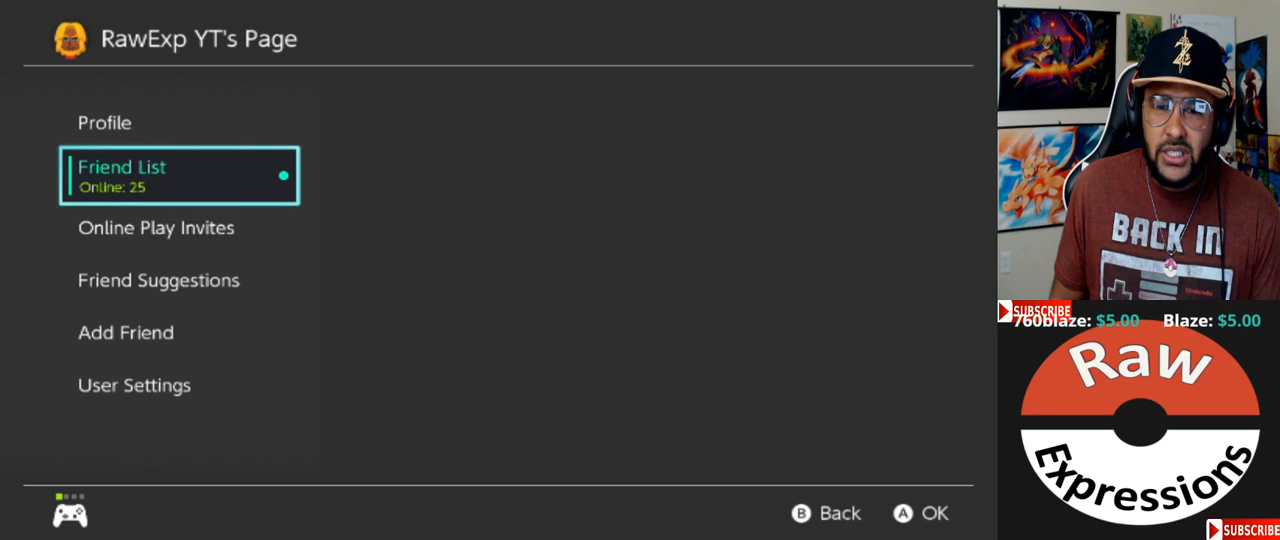 RawExp YT's Page
Profile
Friend List
Online: 25
Online Play Invites
Friend Suggestions
Add Friend
User Settings
B Back
A OK
Z
BACK IN
Nintendo
SUBSCRIBE
760blaze: $5.00 Blaze: $5.00
Raw
Expressions
SUBSCRIBE